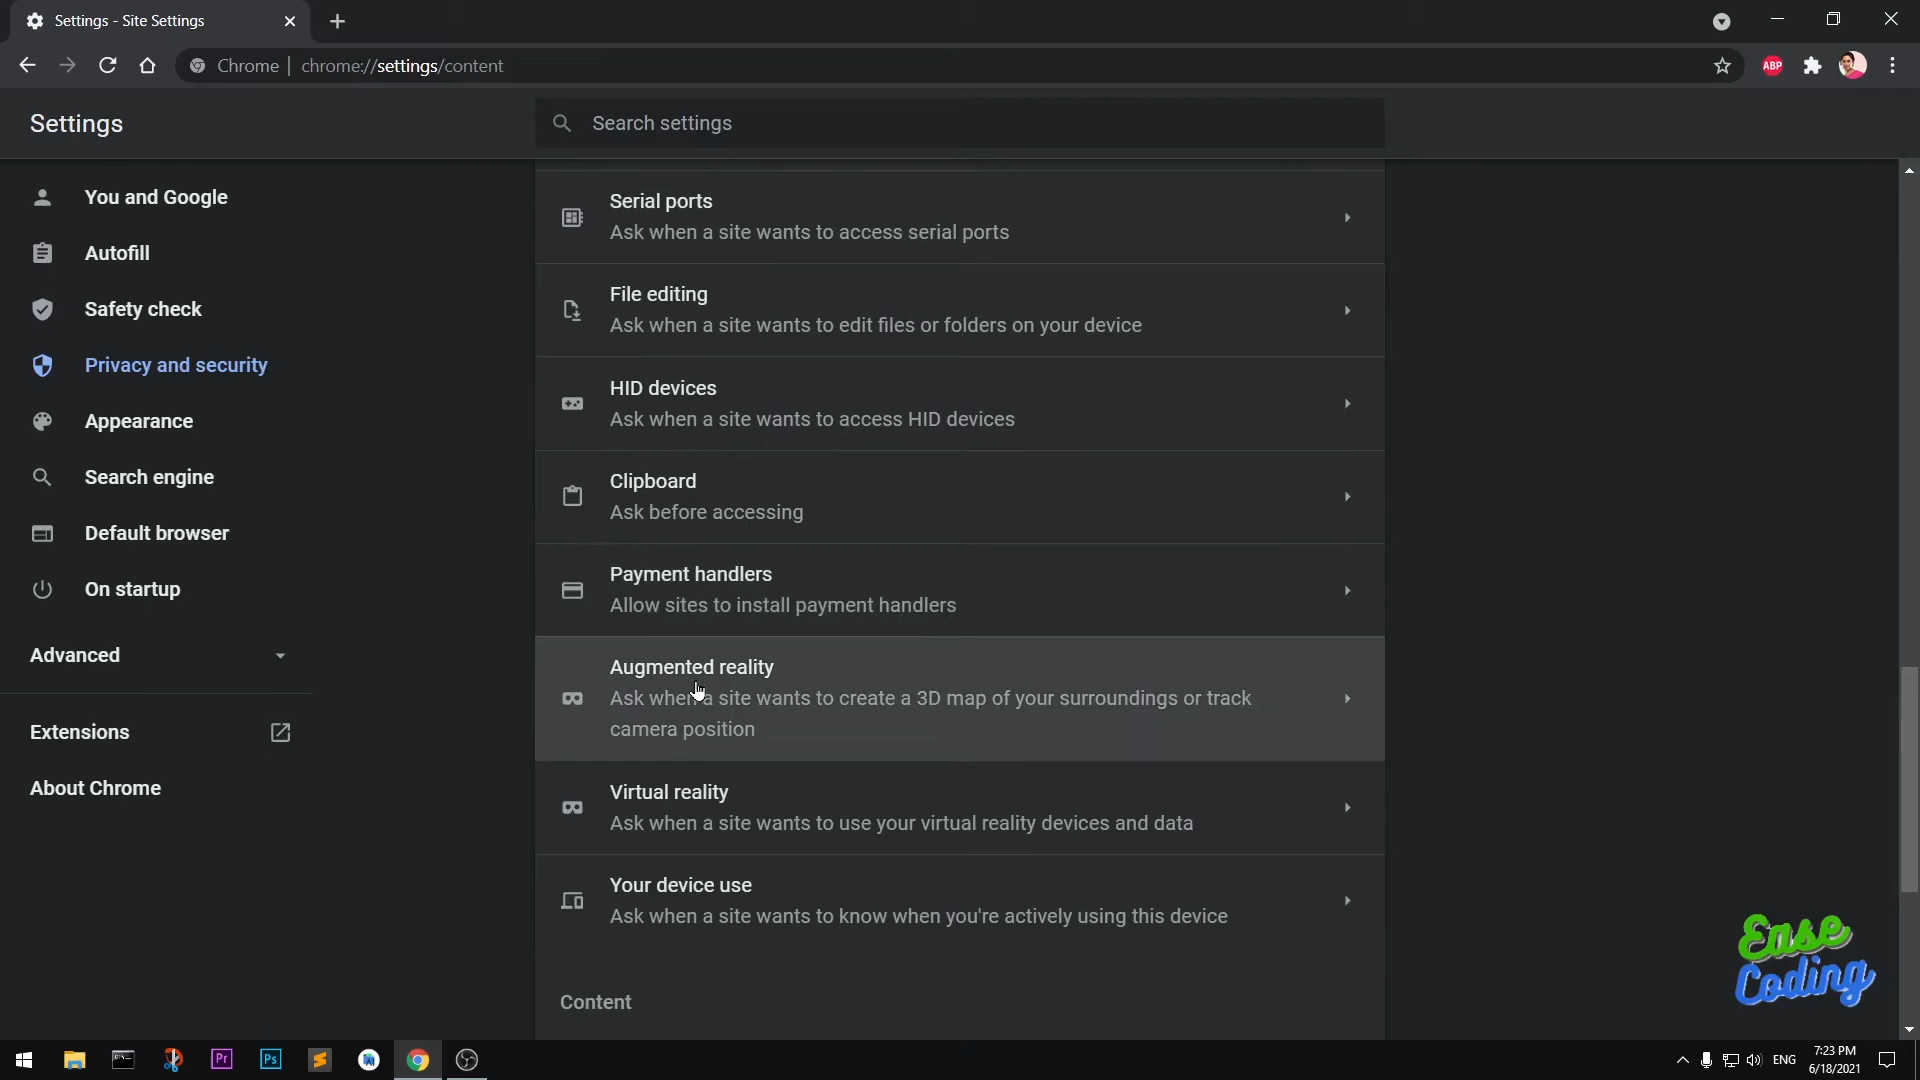 Settings - Site Settings
Chrome | chrome://settings/content
ABP
Settings
Search settings
You and Google
Autofill
Safety check
Privacy and security
Appearance
Search engine
Default browser
On startup
Advanced
Extensions
About Chrome
Serial ports
Ask when a site wants to access serial ports
File editing
Ask when a site wants to edit files or folders on your device
HID devices
Ask when a site wants to access HID devices
Clipboard
Ask before accessing
Payment handlers
Allow sites to install payment handlers
Augmented reality
Ask when a site wants to create a 3D map of your surroundings or track
camera position
Virtual reality
Ask when a site wants to use your virtual reality devices and data
Your device use
Ask when a site wants to know when you're actively using this device
Content
Ease
Coding
Pr
Ps
ENG
7:23 PM
6/18/2021